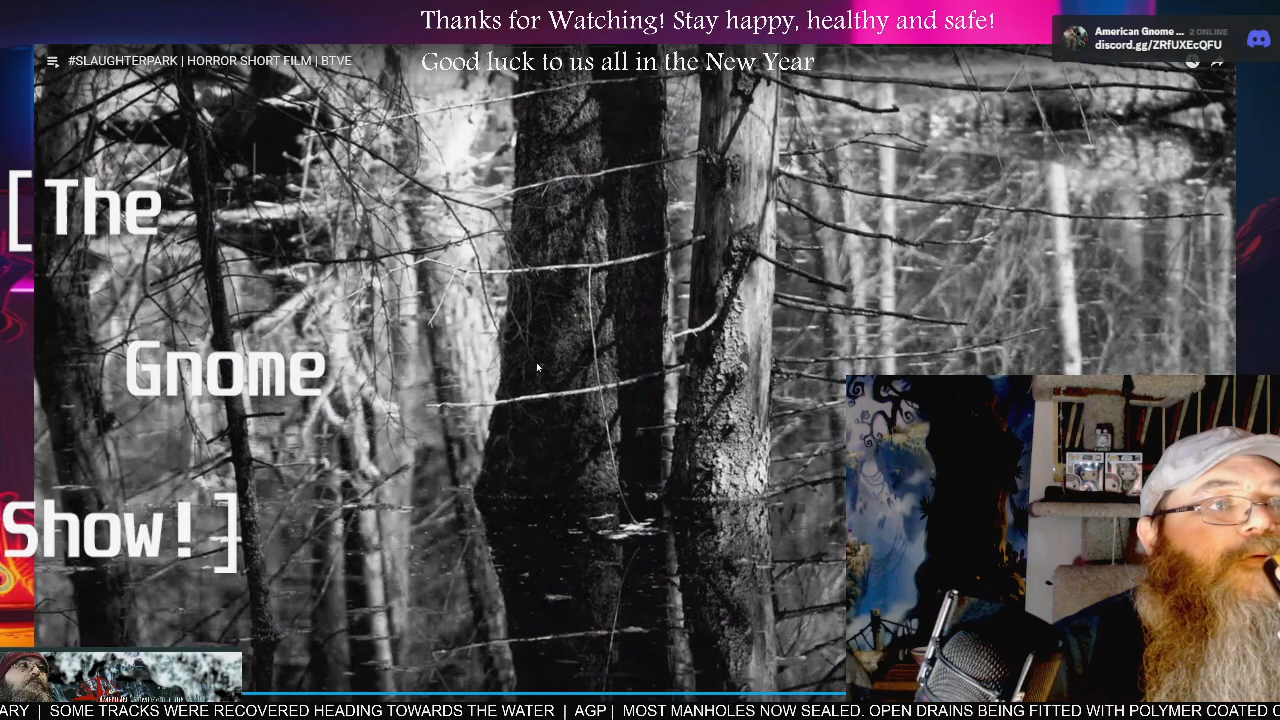 Thanks for Watching! Stay happy, healthy and safe!
American Gnome ... 2 ONLINE
discord.gg/ZRfUXEcQFU
#SLAUGHTERPARK | HORROR SHORT FILM | BTVE
Good luck to us all in the New Year
[The
Gnome
Show!]
ARY | SOME TRACKS WERE RECOVERED HEADING TOWARDS THE WATER | AGP | MOST MANHOLES NOW SEALED. OPEN DRAINS BEING FITTED WITH POLYMER COATED